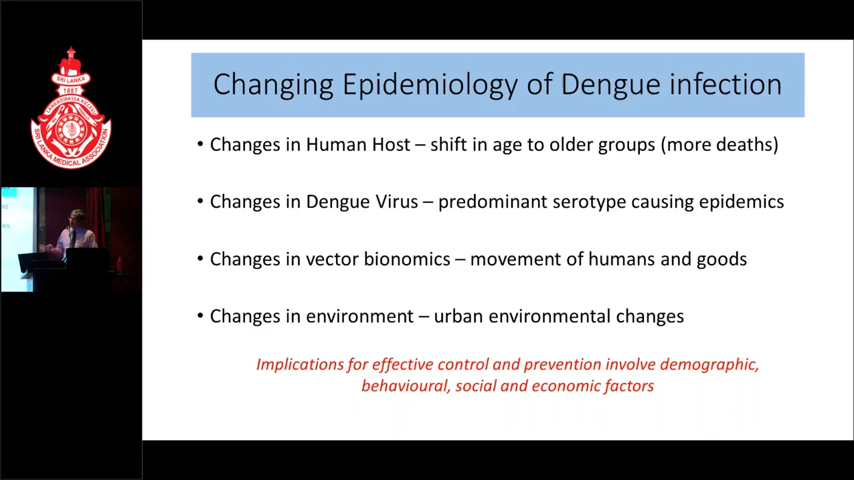 SRI LANKA
1887
SRI LANKA MEDICAL ASSOCIATION
Changing Epidemiology of Dengue infection
• Changes in Human Host – shift in age to older groups (more deaths)
• Changes in Dengue Virus – predominant serotype causing epidemics
• Changes in vector bionomics – movement of humans and goods
• Changes in environment – urban environmental changes
Implications for effective control and prevention involve demographic,
behavioural, social and economic factors